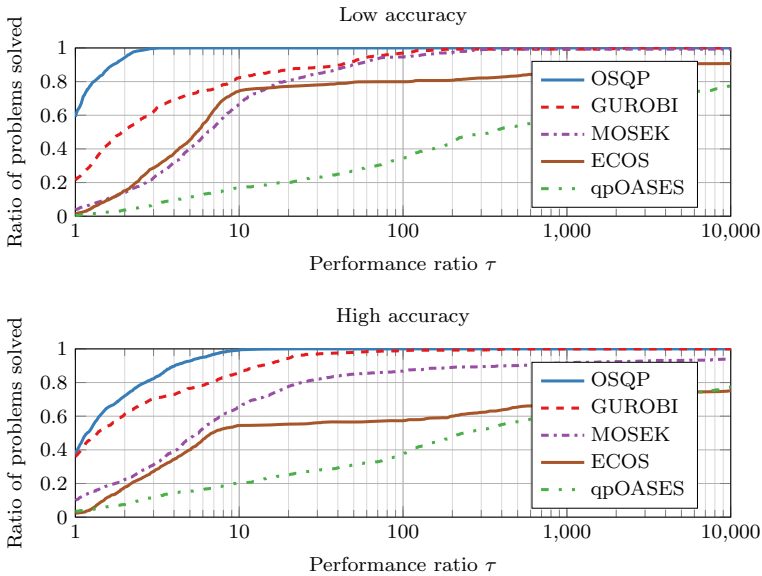 Low accuracy
Ratio of problems solved
1
0.8
0.6
0.4
0.2
0
OSQP
GUROBI
MOSEK
ECOS
qpOASES
1 10 100 1,000 10,000
Performance ratio τ
High accuracy
Ratio of problems solved
1
0.8
0.6
0.4
0.2
0
OSQP
GUROBI
MOSEK
ECOS
qpOASES
1 10 100 1,000 10,000
Performance ratio τ